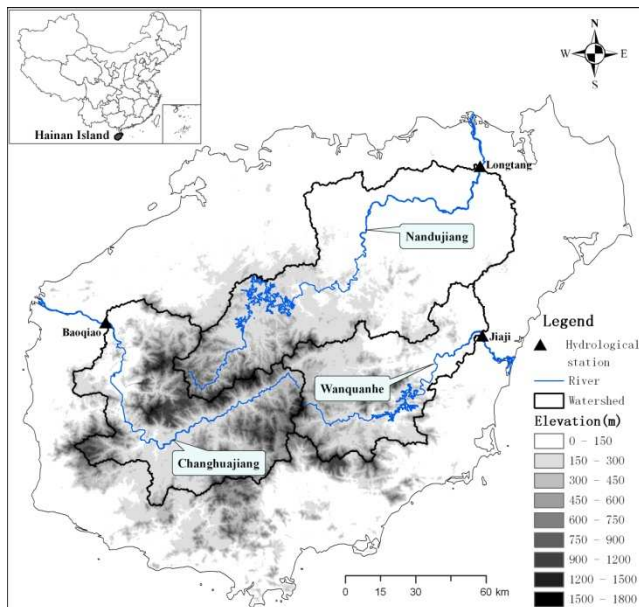 Hainan Island
N
W
E
S
Longtang
Nandujiang
Baoqiao
Jiaji
Wanquanhe
Changhuajiang
Legend
Hydrological
station
River
Watershed
Elevation(m)
0 - 150
150 - 300
300 - 450
450 - 600
600 - 750
750 - 900
900 - 1200
1200 - 1500
1500 - 1800
0 15 30 60 km